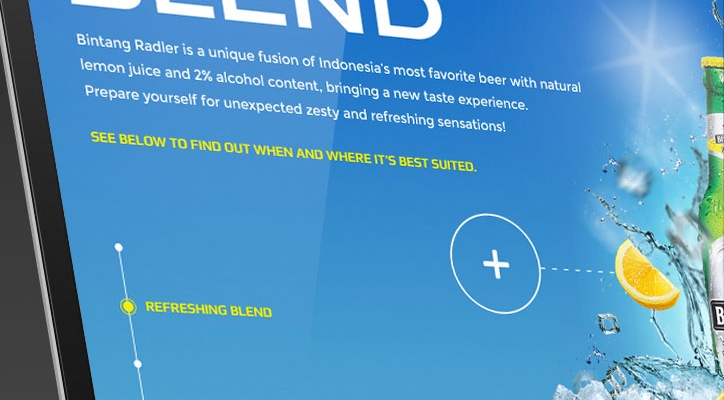 BLEND
Bintang Radler is a unique fusion of Indonesia's most favorite beer with natural
lemon juice and 2% alcohol content, bringing a new taste experience.
Prepare yourself for unexpected zesty and refreshing sensations!
SEE BELOW TO FIND OUT WHEN AND WHERE IT'S BEST SUITED.
REFRESHING BLEND